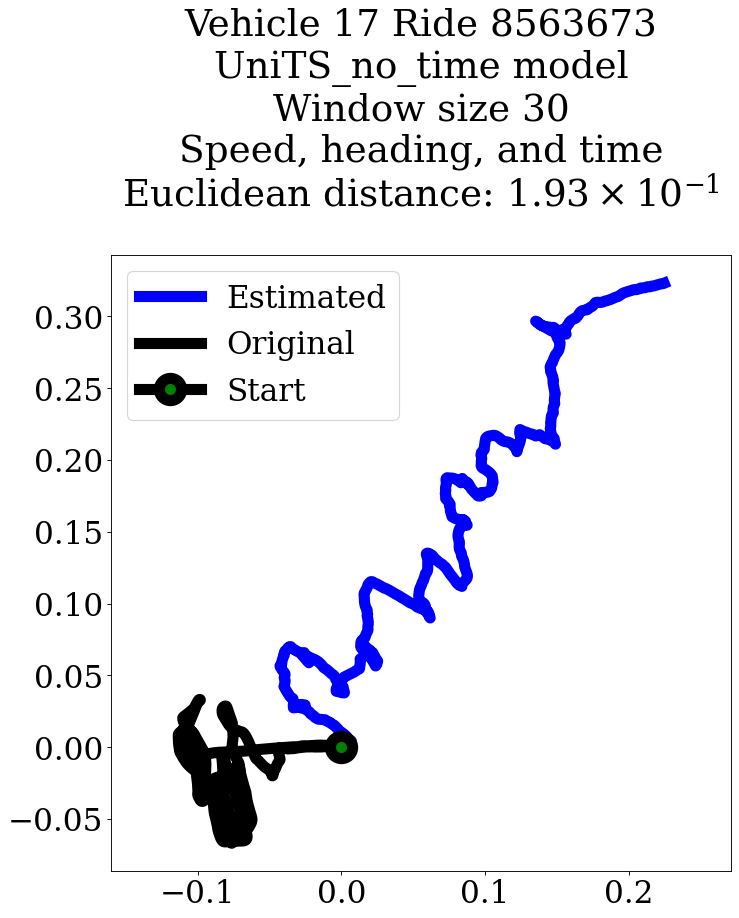 Vehicle 17 Ride 8563673
UniTS_no_time model
Window size 30
Speed, heading, and time
Euclidean distance: 1.93 × 10⁻¹
Estimated
Original
Start
0.30
0.25
0.20
0.15
0.10
0.05
0.00
−0.05
−0.1 0.0 0.1 0.2